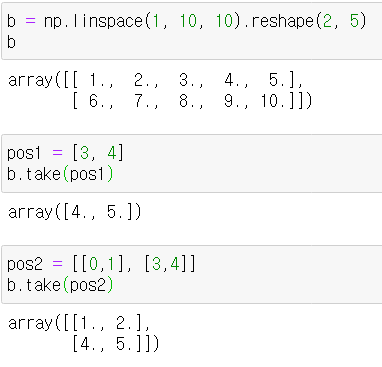 b = np.linspace(1, 10, 10).reshape(2, 5)
b
array([[ 1.,  2.,  3.,  4.,  5.],
       [ 6.,  7.,  8.,  9., 10.]])
pos1 = [3, 4]
b.take(pos1)
array([4., 5.])
pos2 = [[0,1], [3,4]]
b.take(pos2)
array([[1., 2.],
       [4., 5.]])